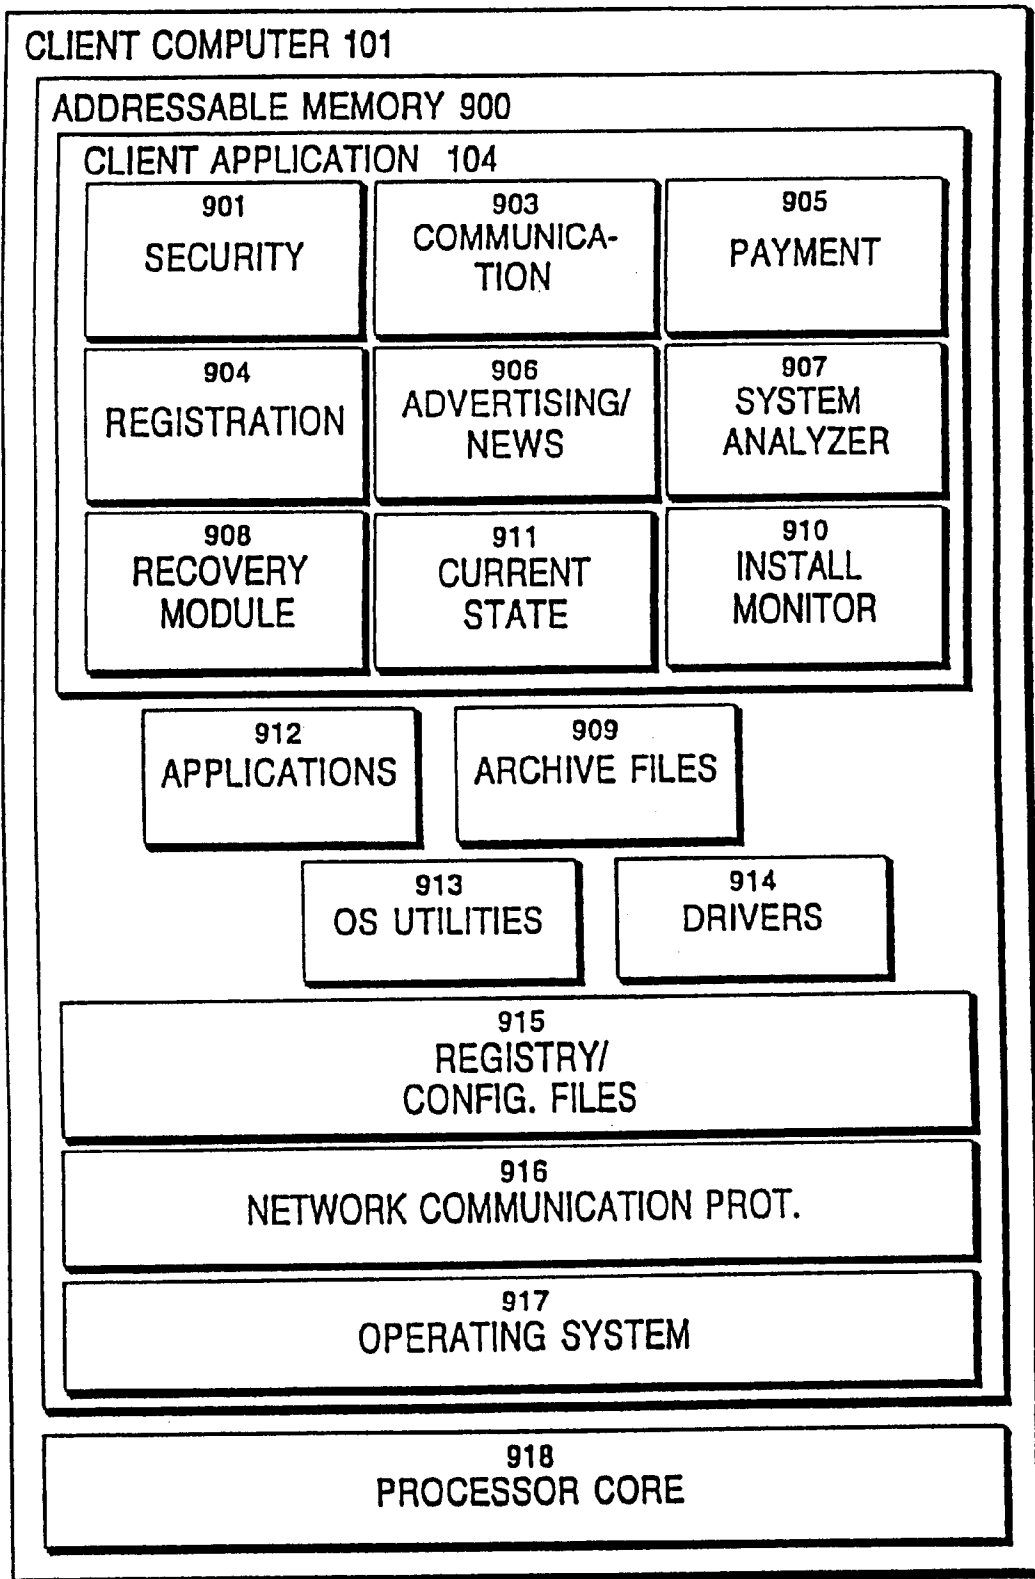 CLIENT COMPUTER 101
ADDRESSABLE MEMORY 900
CLIENT APPLICATION 104
901
SECURITY
903
COMMUNICA-
TION
905
PAYMENT
904
REGISTRATION
906
ADVERTISING/
NEWS
907
SYSTEM
ANALYZER
908
RECOVERY
MODULE
911
CURRENT
STATE
910
INSTALL
MONITOR
912
APPLICATIONS
909
ARCHIVE FILES
913
OS UTILITIES
914
DRIVERS
915
REGISTRY/
CONFIG. FILES
916
NETWORK COMMUNICATION PROT.
917
OPERATING SYSTEM
918
PROCESSOR CORE